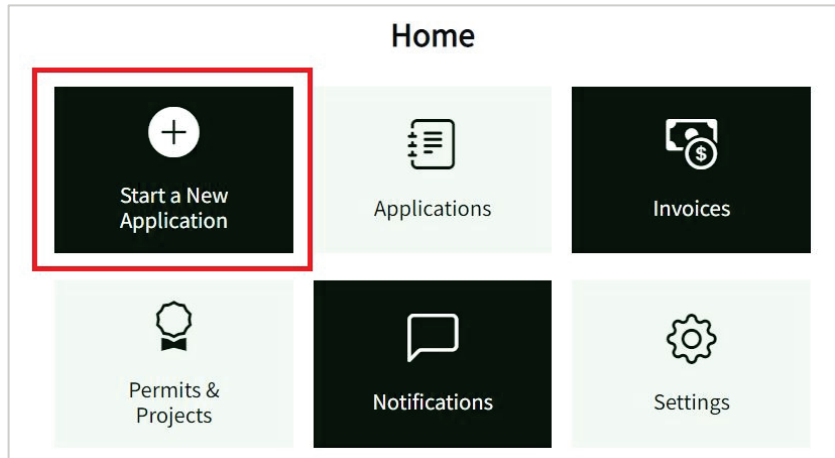 Home
Start a New
Application
Applications
Invoices
Permits &
Projects
Notifications
Settings